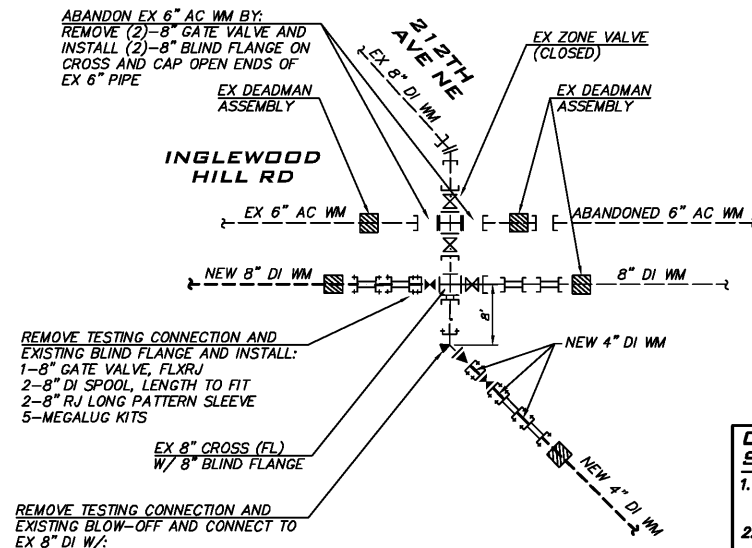 ABANDON EX 6" AC WM BY:
REMOVE (2)-8" GATE VALVE AND
INSTALL (2)-8" BLIND FLANGE ON
CROSS AND CAP OPEN ENDS OF
EX 6" PIPE
212TH
AVE NE
EX 8" DI WM
EX ZONE VALVE
(CLOSED)
EX DEADMAN
ASSEMBLY
EX DEADMAN
ASSEMBLY
INGLEWOOD
HILL RD
EX 6" AC WM
ABANDONED 6" AC WM
NEW 8" DI WM
8" DI WM
8'
REMOVE TESTING CONNECTION AND
EXISTING BLIND FLANGE AND INSTALL:
1-8" GATE VALVE, FLXRJ
2-8" DI SPOOL, LENGTH TO FIT
2-8" RJ LONG PATTERN SLEEVE
5-MEGALUG KITS
NEW 4" DI WM
EX 8" CROSS (FL)
W/ 8" BLIND FLANGE
NEW 4" DI WM
REMOVE TESTING CONNECTION AND
EXISTING BLOW-OFF AND CONNECT TO
EX 8" DI W/:
1.
2.